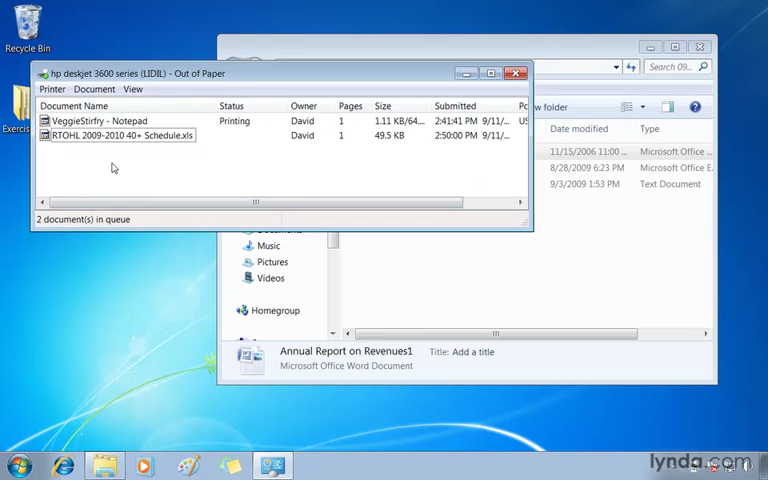 Recycle Bin
Exercis
hp deskjet 3600 series (LIDIL) - Out of Paper
Printer Document View
Document Name Status Owner Pages Size Submitted Po
VeggieStirfry - Notepad Printing David 1 1.11 KB/64... 2:41:41 PM 9/11/... US
RTOHL 2009-2010 40+ Schedule.xls David 1 49.5 KB 2:50:00 PM 9/11/...
2 document(s) in queue
Search 09...
ew folder
Date modified Type
11/15/2006 11:00 ... Microsoft Office ..
8/28/2009 6:23 PM Microsoft Office E.
9/3/2009 1:53 PM Text Document
Music
Pictures
Videos
Homegroup
Annual Report on Revenues1 Title: Add a title
Microsoft Office Word Document
lynda.com